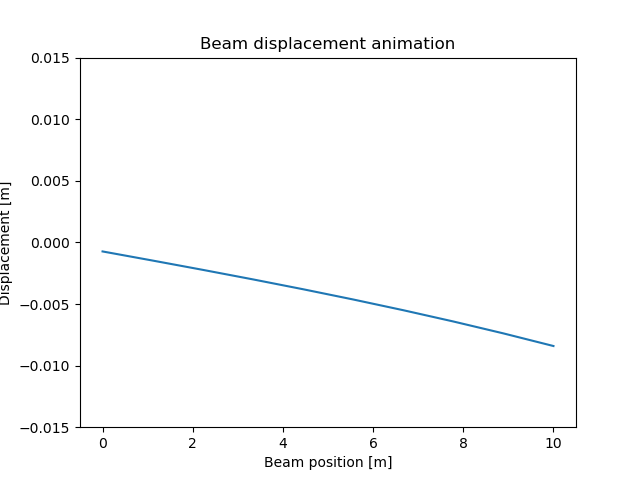 Beam displacement animation
0.015
0.010
0.005
0.000
−0.005
−0.010
−0.015
Displacement [m]
0 2 4 6 8 10
Beam position [m]